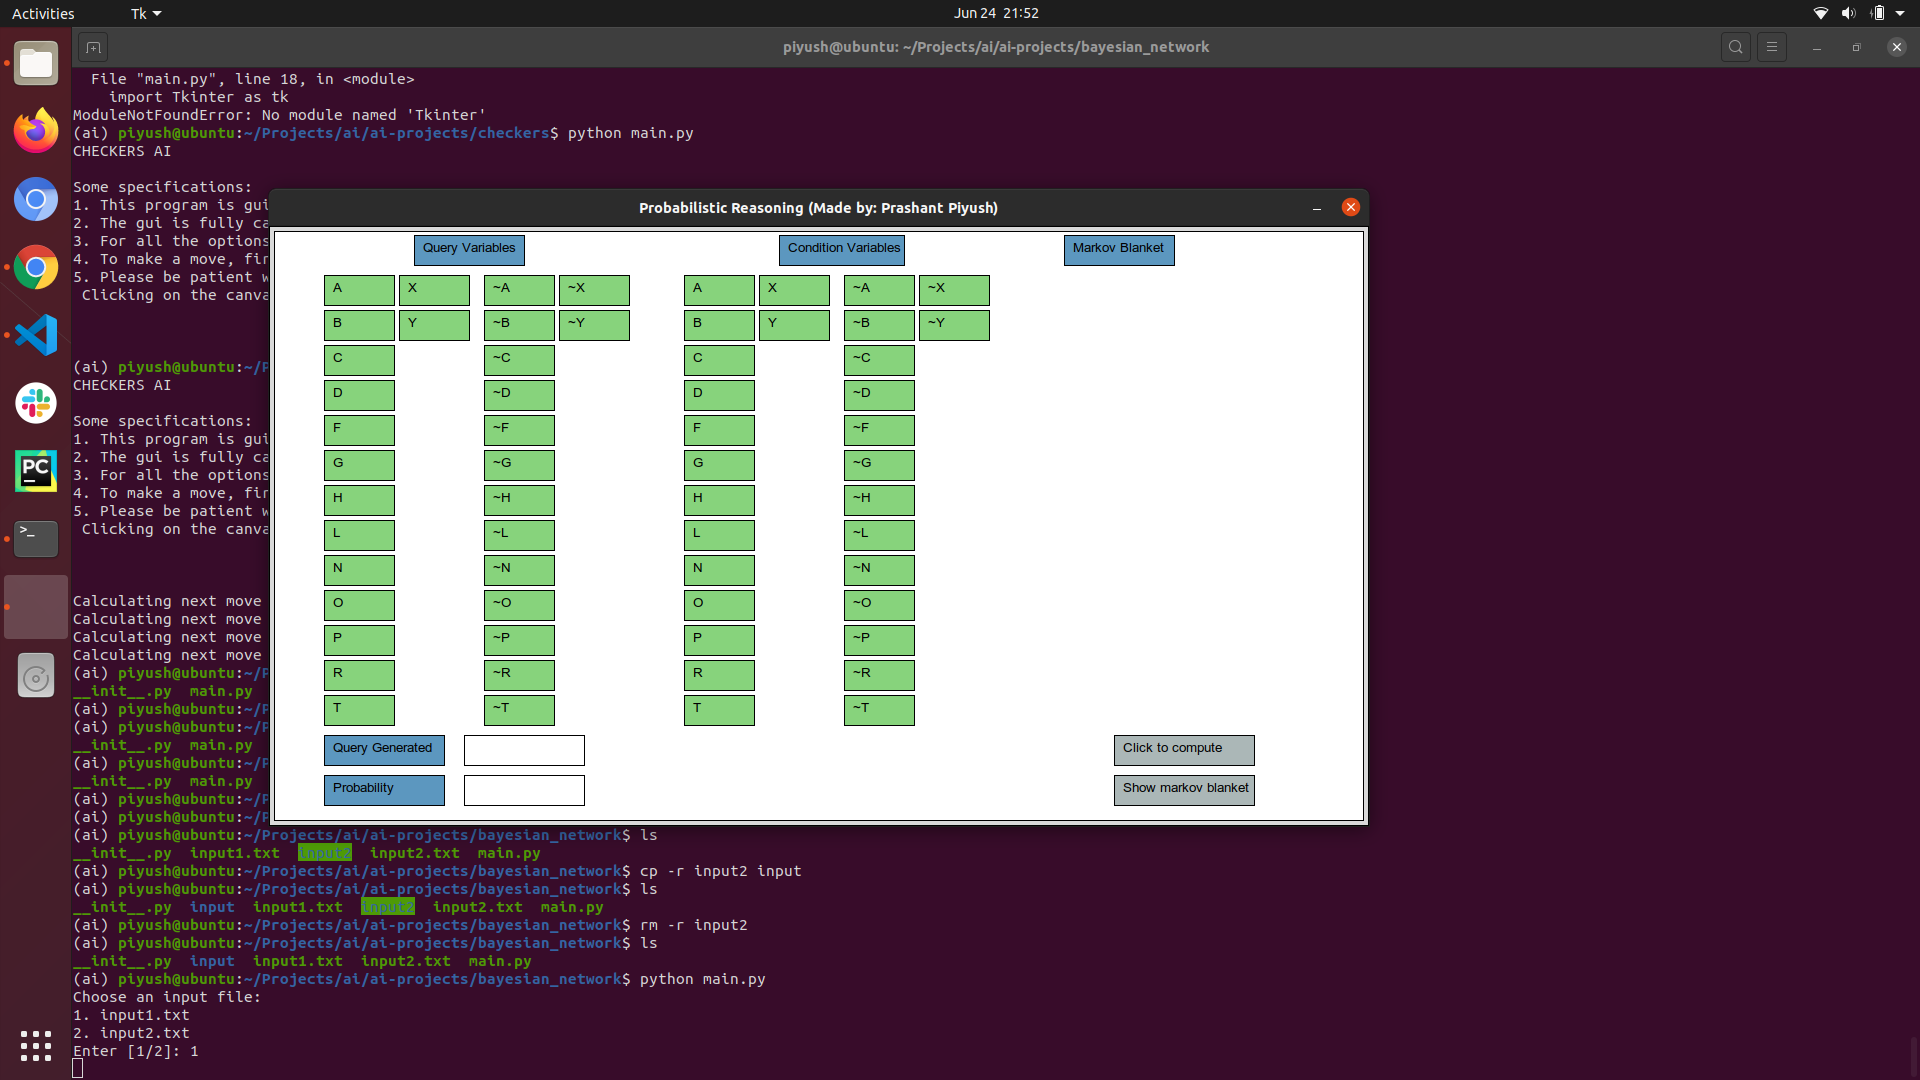 Activities
Tk
Jun 24 21:52
piyush@ubuntu: ~/Projects/ai/ai-projects/bayesian_network
File "main.py", line 18, in <module>
import Tkinter as tk
ModuleNotFoundError: No module named 'Tkinter'
(ai) piyush@ubuntu:~/Projects/ai/ai-projects/checkers$ python main.py
CHECKERS AI
Some specifications:
1. This program is gui
2. The gui is fully ca
3. For all the options
4. To make a move, fir
5. Please be patient w
Clicking on the canva
(ai) piyush@ubuntu:~/P
CHECKERS AI
Some specifications:
1. This program is gui
2. The gui is fully ca
3. For all the options
4. To make a move, fir
5. Please be patient w
Clicking on the canva
Calculating next move
Calculating next move
Calculating next move
Calculating next move
(ai) piyush@ubuntu:~/P
__init__.py main.py
(ai) piyush@ubuntu:~/P
(ai) piyush@ubuntu:~/P
__init__.py main.py
(ai) piyush@ubuntu:~/P
__init__.py main.py
(ai) piyush@ubuntu:~/P
(ai) piyush@ubuntu:~/P
(ai) piyush@ubuntu:~/Projects/ai/ai-projects/bayesian_network$ ls
__init__.py input1.txt input2 input2.txt main.py
(ai) piyush@ubuntu:~/Projects/ai/ai-projects/bayesian_network$ cp -r input2 input
(ai) piyush@ubuntu:~/Projects/ai/ai-projects/bayesian_network$ ls
__init__.py input input1.txt input2 input2.txt main.py
(ai) piyush@ubuntu:~/Projects/ai/ai-projects/bayesian_network$ rm -r input2
(ai) piyush@ubuntu:~/Projects/ai/ai-projects/bayesian_network$ ls
__init__.py input input1.txt input2.txt main.py
(ai) piyush@ubuntu:~/Projects/ai/ai-projects/bayesian_network$ python main.py
Choose an input file:
1. input1.txt
2. input2.txt
Enter [1/2]: 1
Probabilistic Reasoning (Made by: Prashant Piyush)
Query Variables Condition Variables Markov Blanket
A X ~A ~X A X ~A ~X
B Y ~B ~Y B Y ~B ~Y
C ~C C ~C
D ~D D ~D
F ~F F ~F
G ~G G ~G
H ~H H ~H
L ~L L ~L
N ~N N ~N
O ~O O ~O
P ~P P ~P
R ~R R ~R
T ~T T ~T
Query Generated Click to compute
Probability Show markov blanket
PC
>_